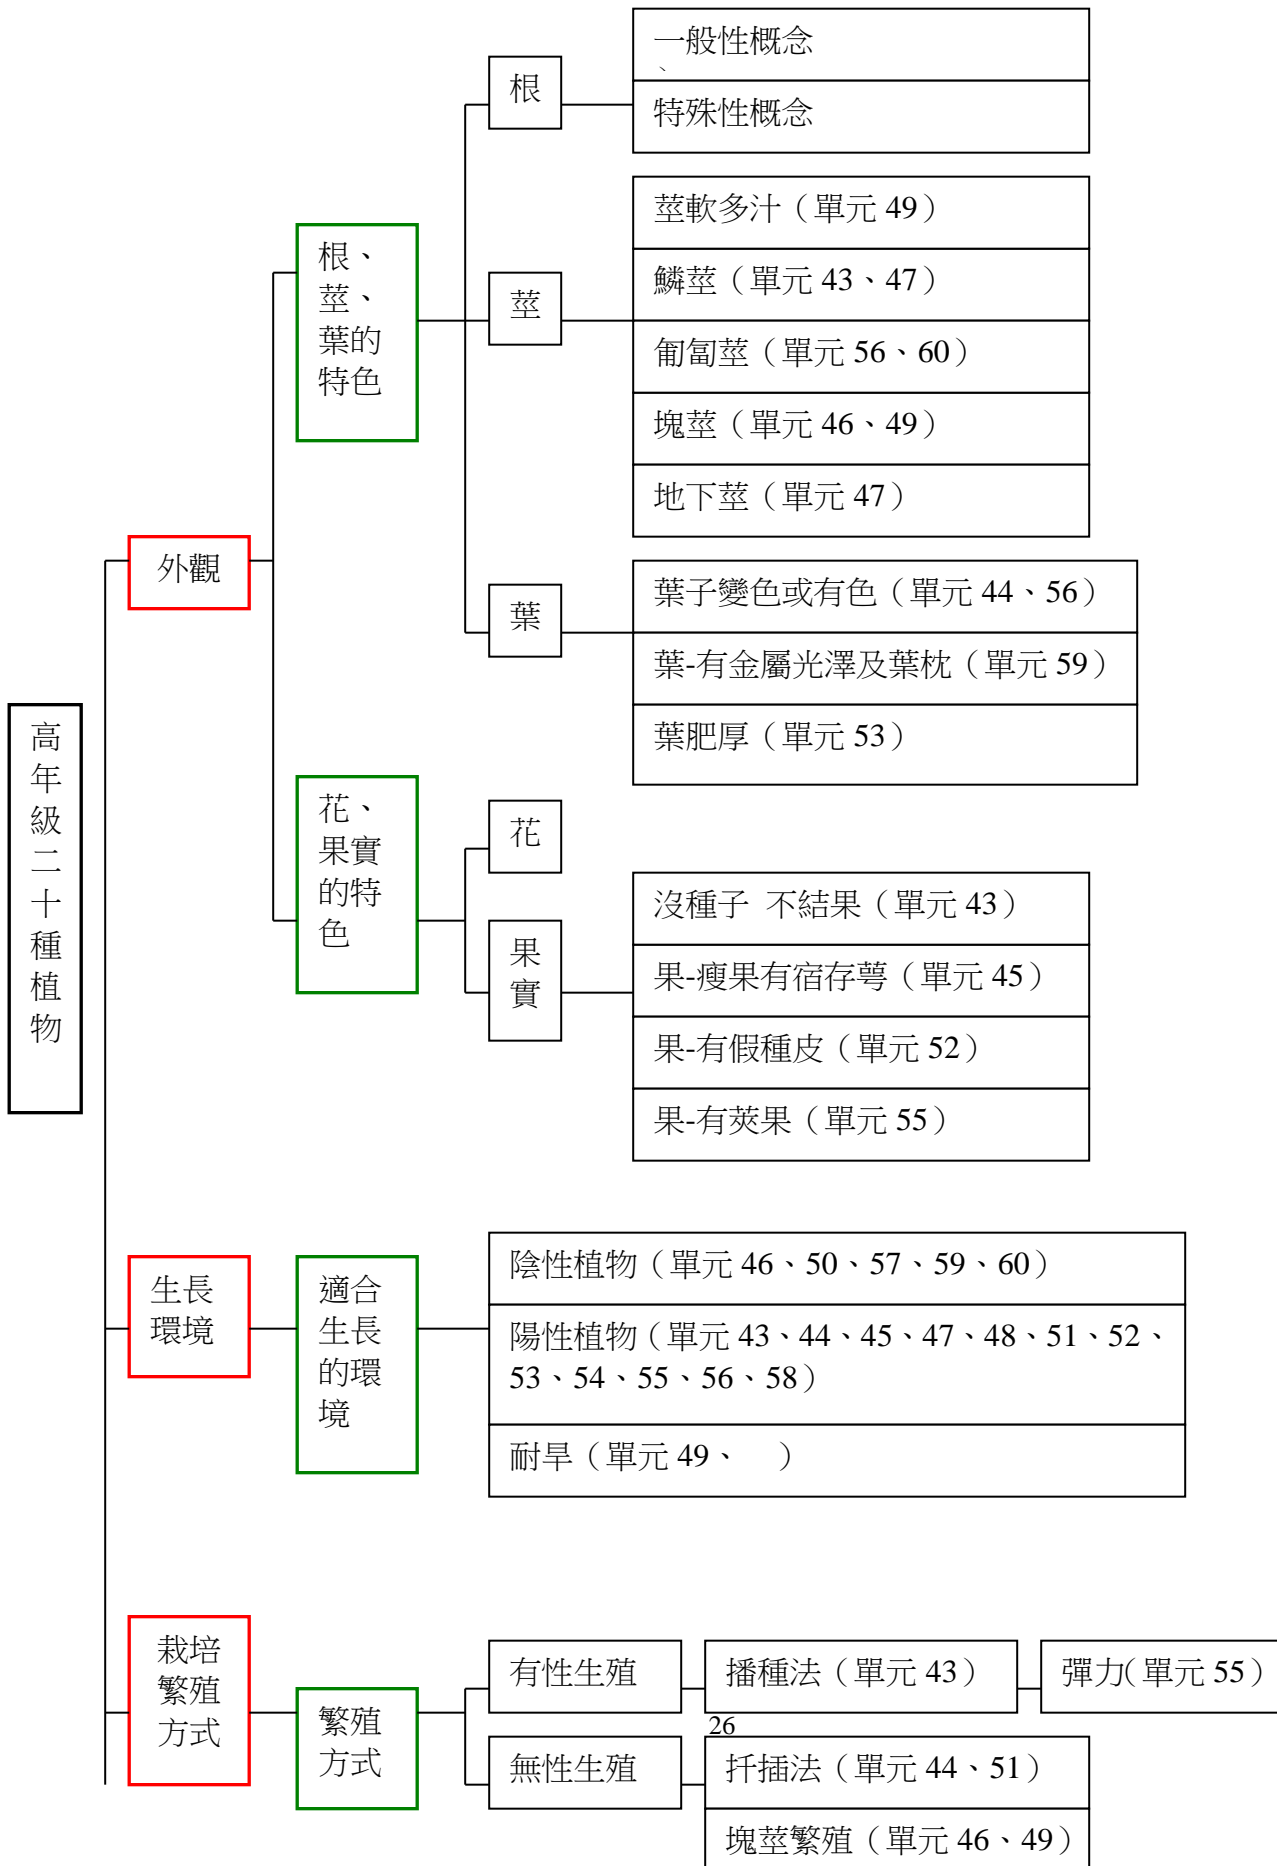 高年級二十種植物
外觀
根、
莖、
葉的
特色
根
一般性概念
、
特殊性概念
莖
莖軟多汁（單元 49）
鱗莖（單元 43、47）
匍匐莖（單元 56、60）
塊莖（單元 46、49）
地下莖（單元 47）
葉
葉子變色或有色（單元 44、56）
葉-有金屬光澤及葉枕（單元 59）
葉肥厚（單元 53）
花、
果實
的特
色
花
果
實
沒種子 不結果（單元 43）
果-瘦果有宿存萼（單元 45）
果-有假種皮（單元 52）
果-有莢果（單元 55）
生長
環境
適合
生長
的環
境
陰性植物（單元 46、50、57、59、60）
陽性植物（單元 43、44、45、47、48、51、52、
53、54、55、56、58）
耐旱（單元 49、　）
栽培
繁殖
方式
繁殖
方式
有性生殖
播種法（單元 43）
彈力(單元 55）
26
無性生殖
扦插法（單元 44、51）
塊莖繁殖（單元 46、49）